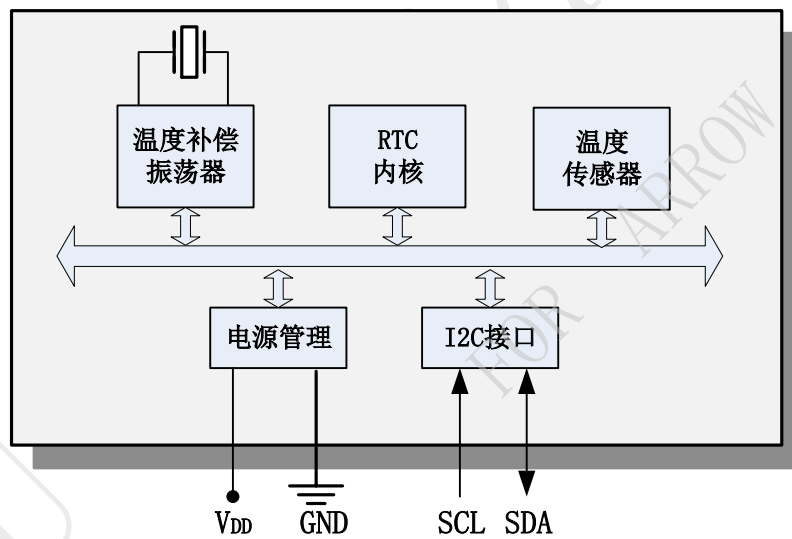 温度补偿
振荡器
RTC
内核
温度
传感器
电源管理
I2C接口
VDD
GND
SCL
SDA
FOR ARROW